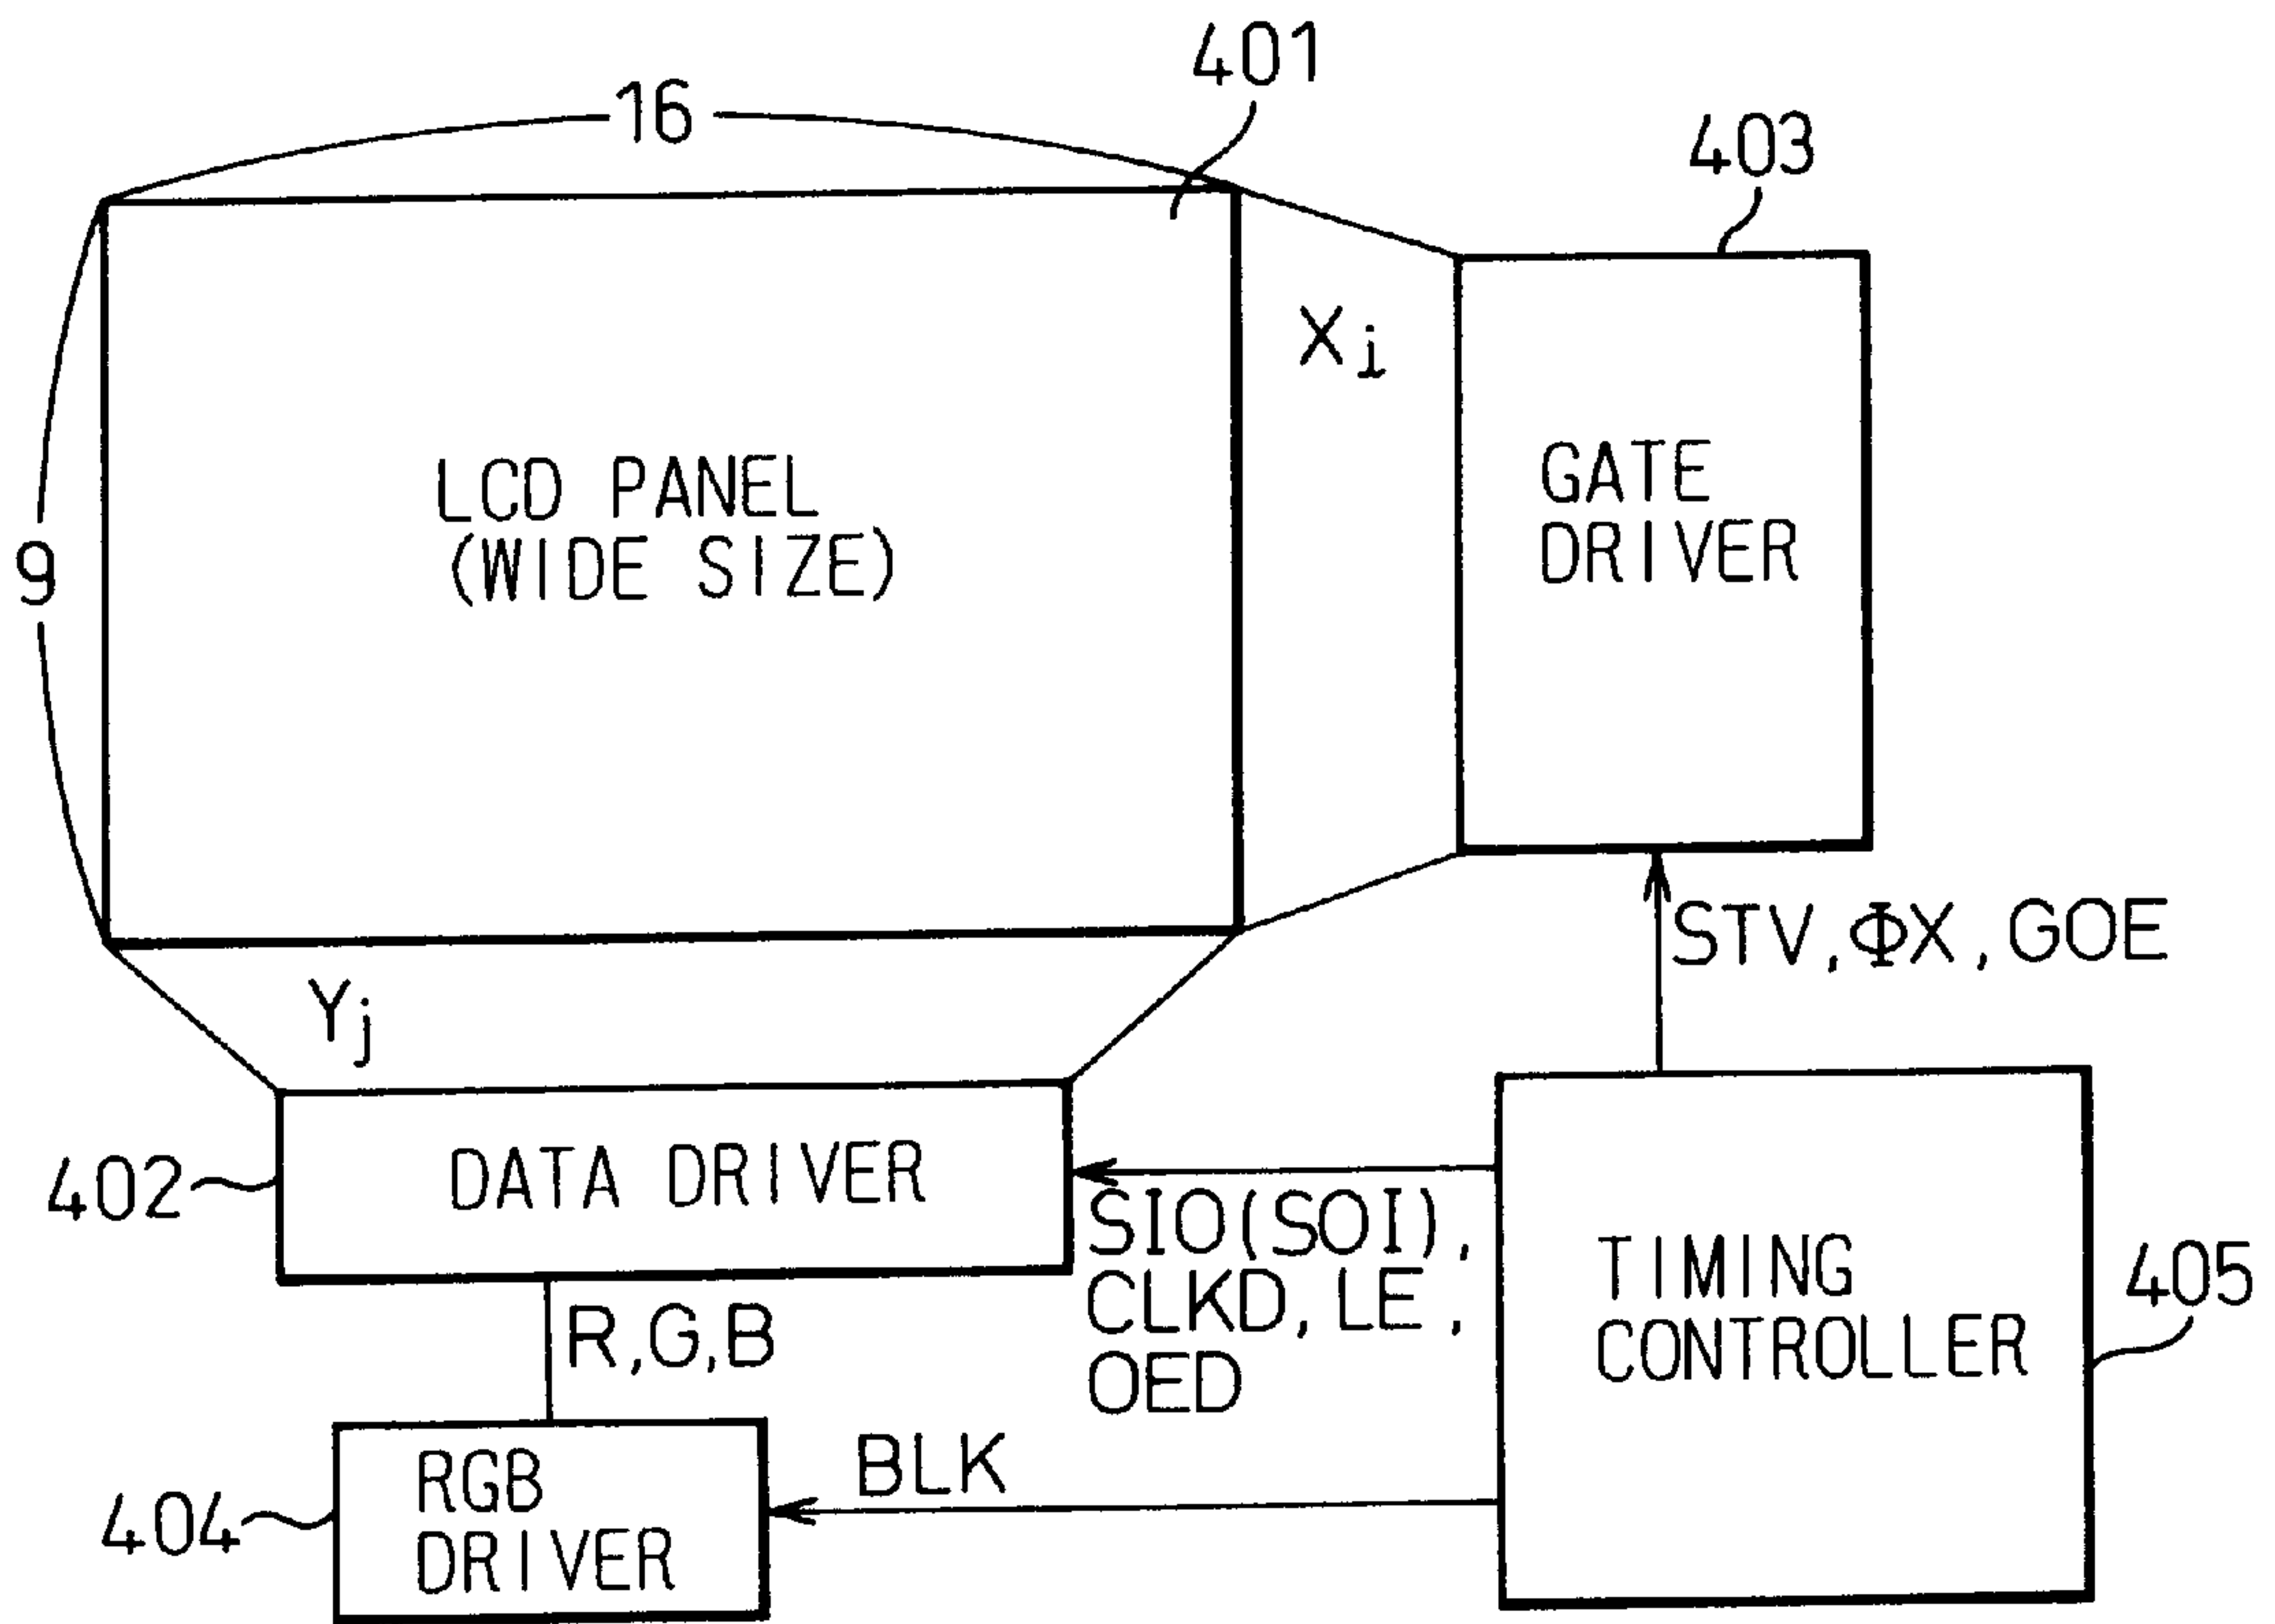 16
401
403
9
LCD PANEL
(WIDE SIZE)
Xi
GATE
DRIVER
STV, ΦX, GOE
Yj
402
DATA DRIVER
SIO(SOI),
CLKD, LE,
OED
TIMING
CONTROLLER
405
R,G,B
404
RGB
DRIVER
BLK